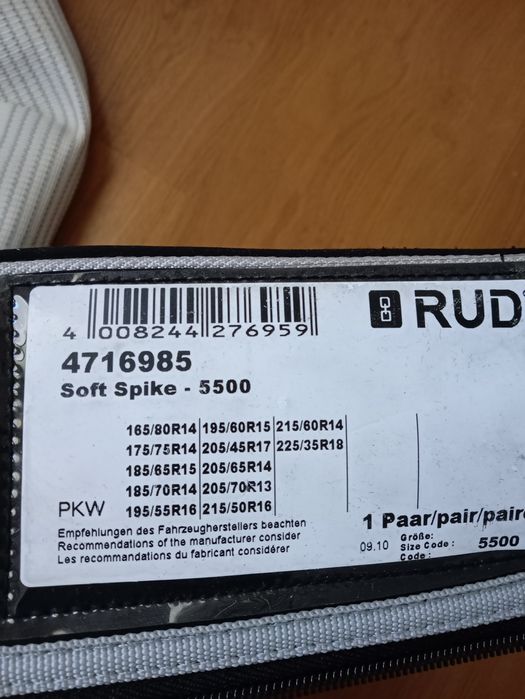 RUD
4 008244 276959
4716985
Soft Spike - 5500
165/80R14 195/60R15 215/60R14
175/75R14 205/45R17 225/35R18
185/65R15 205/65R14
185/70R14 205/70R13
PKW 195/55R16 215/50R16
Empfehlungen des Fahrzeugherstellers beachten
Recommendations of the manufacturer consider
Les recommandations du fabricant considérer
1 Paar/pair/paire
09.10 Größe:
Size Code : 5500
Code :